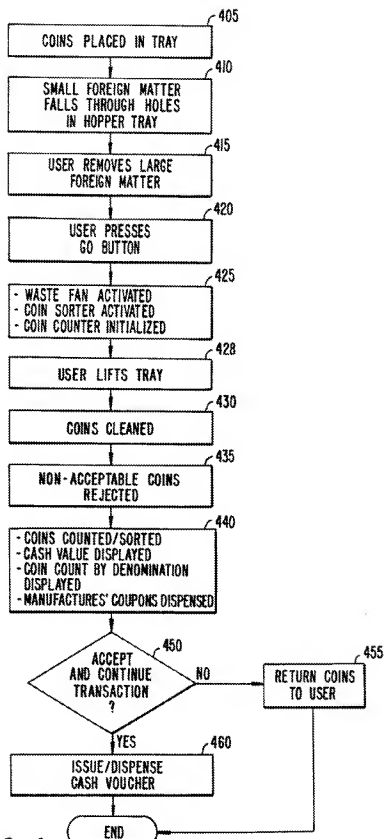 405
COINS PLACED IN TRAY
410
SMALL FOREIGN MATTER
FALLS THROUGH HOLES
IN HOPPER TRAY
415
USER REMOVES LARGE
FOREIGN MATTER
420
USER PRESSES
GO BUTTON
425
- WASTE FAN ACTIVATED
- COIN SORTER ACTIVATED
- COIN COUNTER INITIALIZED
428
USER LIFTS TRAY
430
COINS CLEANED
435
NON-ACCEPTABLE COINS
REJECTED
440
-COINS COUNTED/SORTED
-CASH VALUE DISPLAYED
-COIN COUNT BY DENOMINATION
DISPLAYED
-MANUFACTURES' COUPONS DISPENSED
450
ACCEPT
AND CONTINUE
TRANSACTION
?
NO
455
RETURN COINS
TO USER
YES
460
ISSUE/DISPENSE
CASH VOUCHER
END